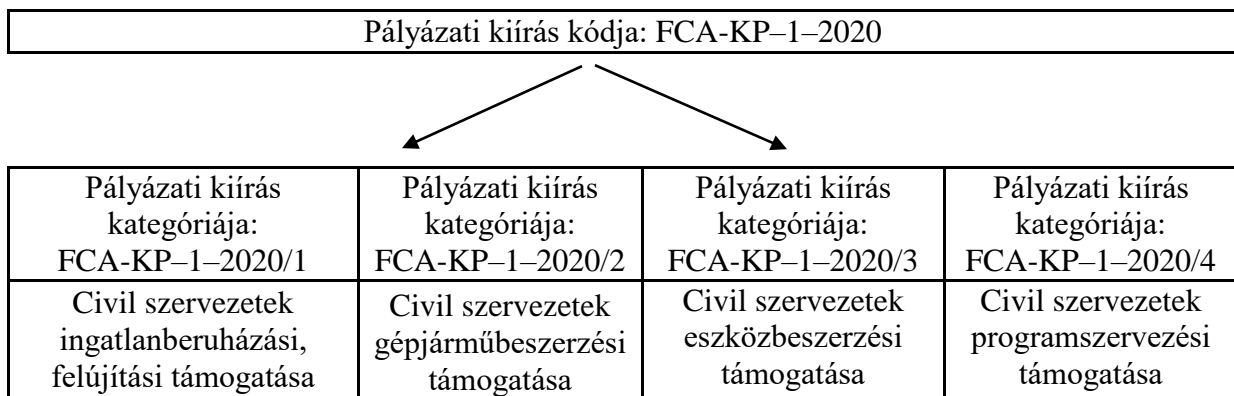 Pályázati kiírás kódja: FCA-KP–1–2020
Pályázati kiírás
kategóriája:
FCA-KP–1–2020/1
Pályázati kiírás
kategóriája:
FCA-KP–1–2020/2
Pályázati kiírás
kategóriája:
FCA-KP–1–2020/3
Pályázati kiírás
kategóriája:
FCA-KP–1–2020/4
Civil szervezetek
ingatlanberuházási,
felújítási támogatása
Civil szervezetek
gépjárműbeszerzési
támogatása
Civil szervezetek
eszközbeszerzési
támogatása
Civil szervezetek
programszervezési
támogatása